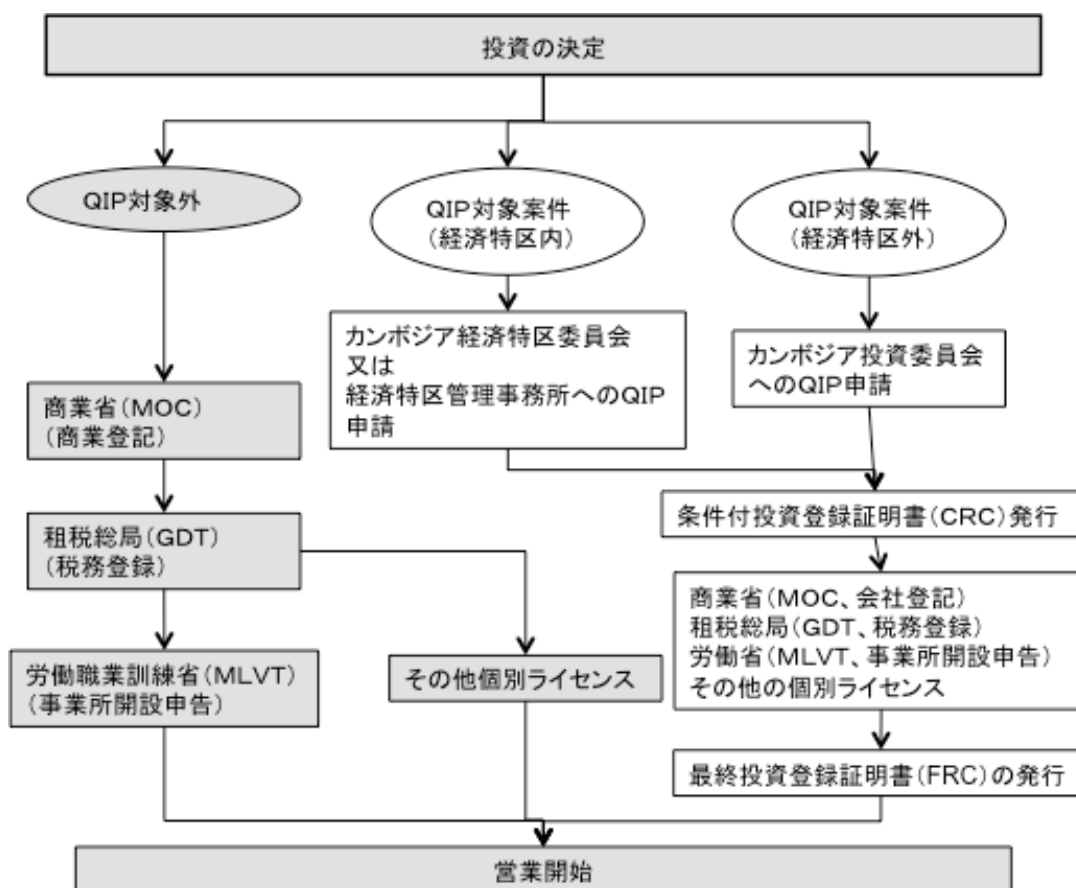 投資の決定
QIP対象外
QIP対象案件
(経済特区内)
QIP対象案件
(経済特区外)
カンボジア経済特区委員会
又は
経済特区管理事務所へのQIP
申請
カンボジア投資委員会
へのQIP申請
商業省(MOC)
(商業登記)
条件付投資登録証明書(CRC)発行
租税総局(GDT)
(税務登録)
商業省(MOC、会社登記)
租税総局(GDT、税務登録)
労働省(MLVT、事業所開設申告)
その他の個別ライセンス
労働職業訓練省(MLVT)
(事業所開設申告)
その他個別ライセンス
最終投資登録証明書(FRC)の発行
営業開始